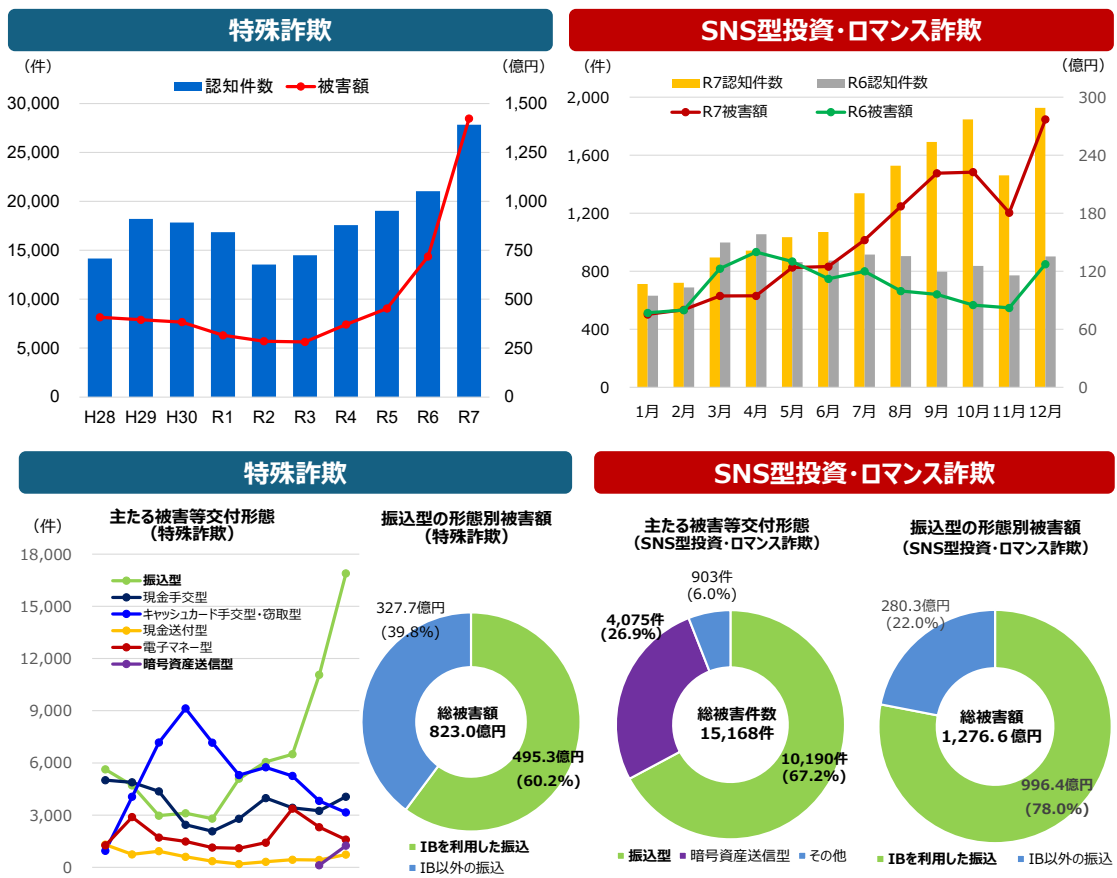 特殊詐欺
(件)
(億円)
認知件数
被害額
30,000
25,000
20,000
15,000
10,000
5,000
0
1,500
1,250
1,000
750
500
250
0
H28 H29 H30 R1 R2 R3 R4 R5 R6 R7
SNS型投資・ロマンス詐欺
(件)
(億円)
R7認知件数 R6認知件数
R7被害額 R6被害額
2,000
1,600
1,200
800
400
0
300
240
180
120
60
0
1月 2月 3月 4月 5月 6月 7月 8月 9月 10月 11月 12月
特殊詐欺
主たる被害等交付形態
(特殊詐欺)
(件)
18,000
15,000
12,000
9,000
6,000
3,000
0
振込型
現金手交型
キャッシュカード手交型・窃取型
現金送付型
電子マネー型
暗号資産送信型
振込型の形態別被害額
(特殊詐欺)
327.7億円
(39.8%)
総被害額
823.0億円
495.3億円
(60.2%)
IBを利用した振込
IB以外の振込
SNS型投資・ロマンス詐欺
主たる被害等交付形態
(SNS型投資・ロマンス詐欺)
903件
(6.0%)
4,075件
(26.9%)
総被害件数
15,168件
10,190件
(67.2%)
振込型 暗号資産送信型 その他
振込型の形態別被害額
(SNS型投資・ロマンス詐欺)
280.3億円
(22.0%)
総被害額
1,276.6億円
996.4億円
(78.0%)
IBを利用した振込 IB以外の振込